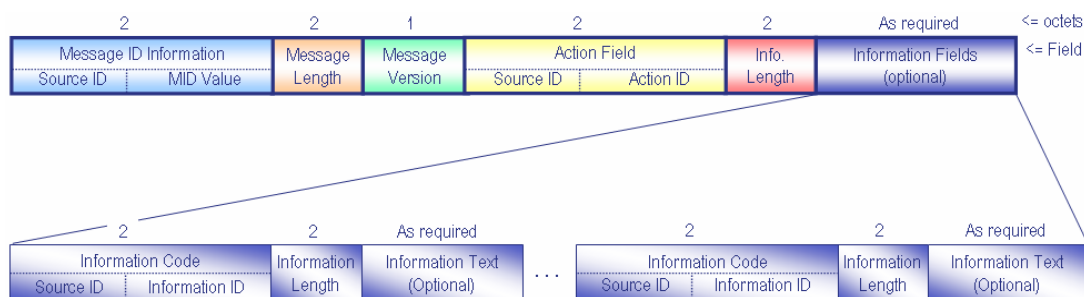 2 2 1 2 2 As required <= octets
Message ID Information Message Length Message Version Action Field Info. Length Information Fields (optional) <= Field
Source ID MID Value Source ID Action ID
2 2 As required 2 2 As required
Information Code Information Length Information Text (Optional) ... Information Code Information Length Information Text (Optional)
Source ID Information ID Source ID Information ID